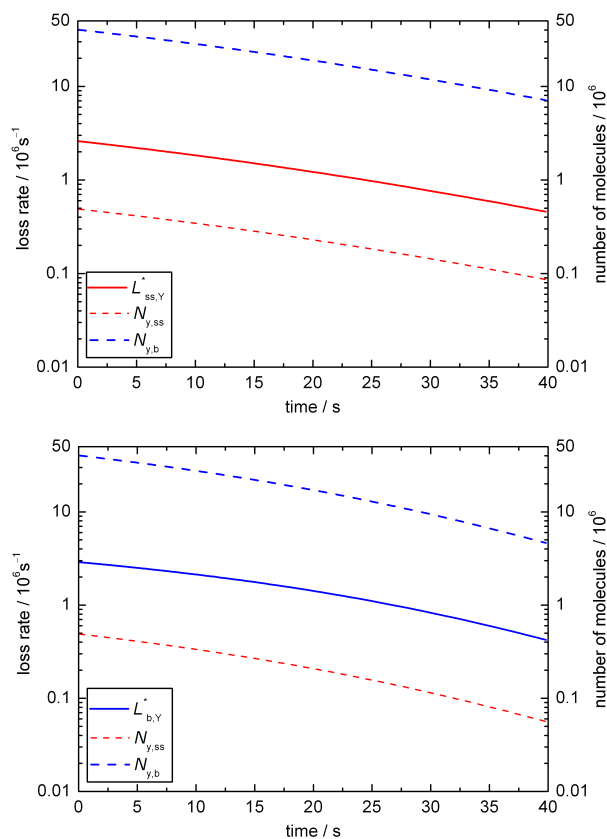 50
50
10
10
1
1
0.1
0.1
0.01
0.01
loss rate / 10⁶s⁻¹
number of molecules / 10⁶
L*ss,Y
Ny,ss
Ny,b
0 5 10 15 20 25 30 35 40
time / s
50
50
10
10
1
1
0.1
0.1
0.01
0.01
loss rate / 10⁶s⁻¹
number of molecules / 10⁶
L*b,Y
Ny,ss
Ny,b
0 5 10 15 20 25 30 35 40
time / s